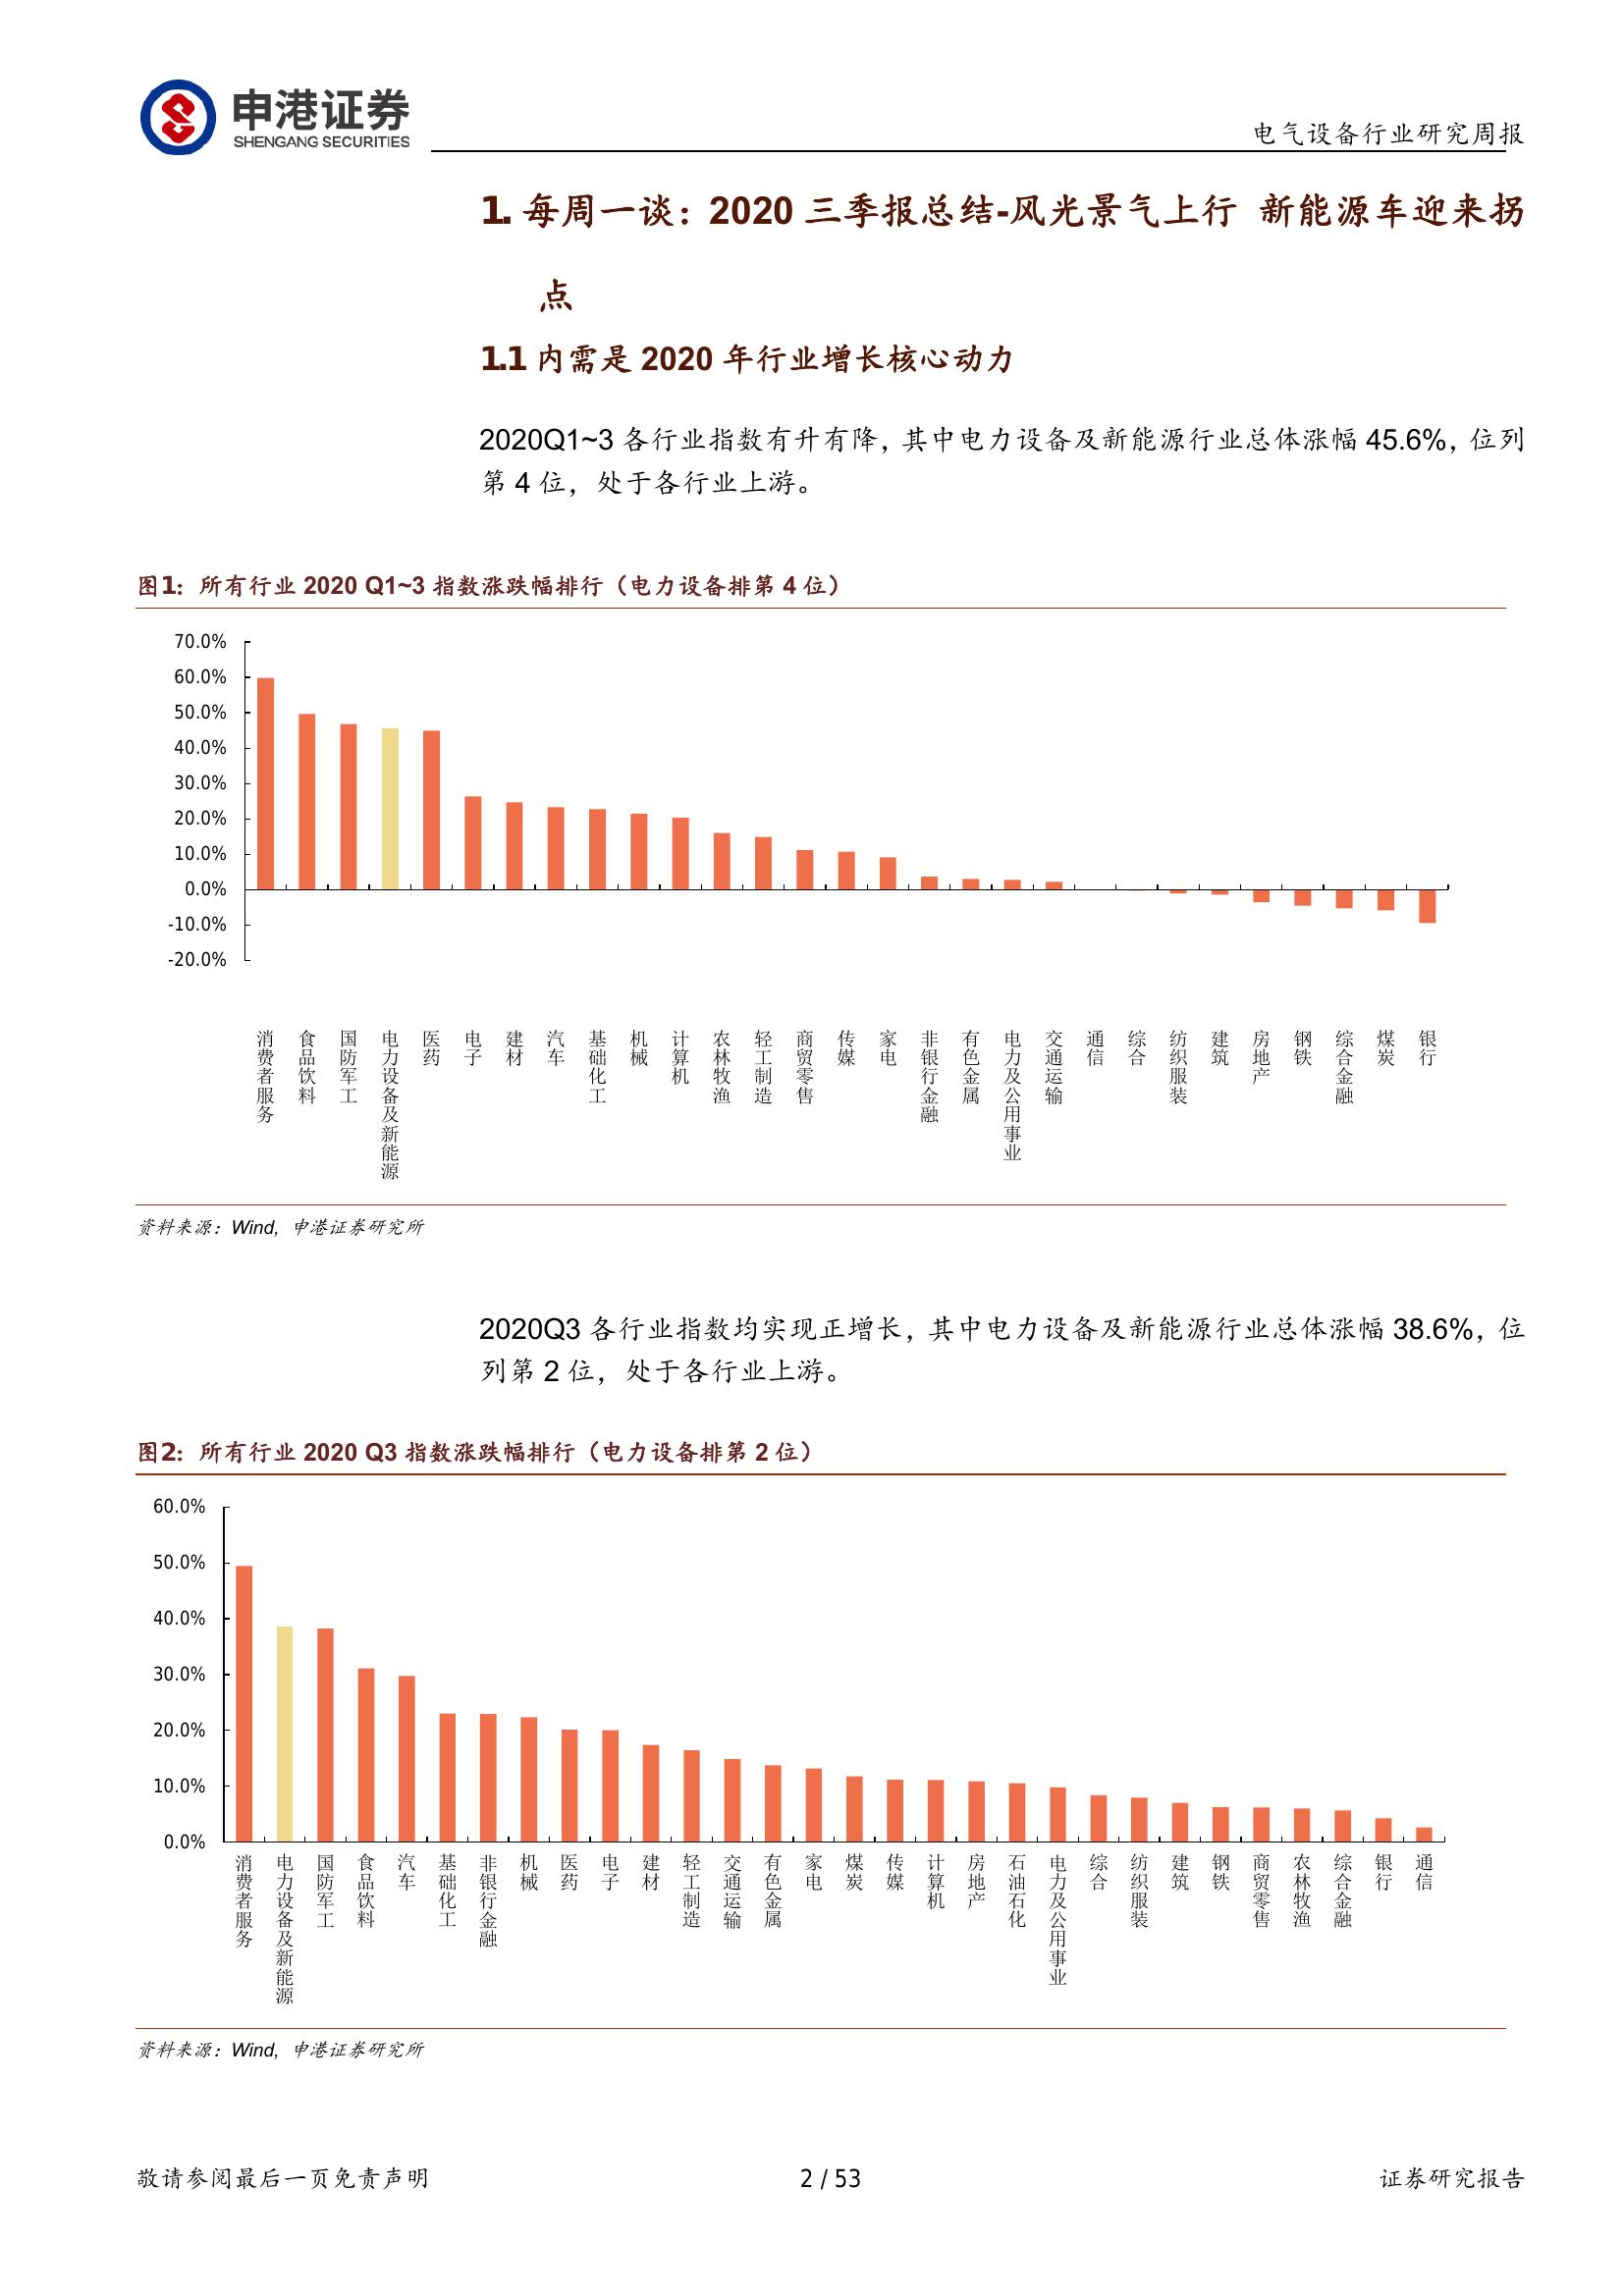 申港证券
SHENGANG SECURITIES
电气设备行业研究周报
1. 每周一谈：2020 三季报总结-风光景气上行 新能源车迎来拐
点
1.1 内需是 2020 年行业增长核心动力
2020Q1~3 各行业指数有升有降，其中电力设备及新能源行业总体涨幅 45.6%，位列
第 4 位，处于各行业上游。
图1：所有行业 2020 Q1~3 指数涨跌幅排行（电力设备排第 4 位）
70.0%
60.0%
50.0%
40.0%
30.0%
20.0%
10.0%
0.0%
-10.0%
-20.0%
消费者服务
食品饮料
国防军工
电力设备及新能源
医药
电子
建材
汽车
基础化工
机械
计算机
农林牧渔
轻工制造
商贸零售
传媒
家电
非银行金融
有色金属
电力及公用事业
交通运输
通信
综合
纺织服装
建筑
房地产
钢铁
综合金融
煤炭
银行
资料来源：Wind，申港证券研究所
2020Q3 各行业指数均实现正增长，其中电力设备及新能源行业总体涨幅 38.6%，位
列第 2 位，处于各行业上游。
图2：所有行业 2020 Q3 指数涨跌幅排行（电力设备排第 2 位）
60.0%
50.0%
40.0%
30.0%
20.0%
10.0%
0.0%
消费者服务
电力设备及新能源
国防军工
食品饮料
汽车
基础化工
非银行金融
机械
医药
电子
建材
轻工制造
交通运输
有色金属
家电
煤炭
传媒
计算机
房地产
石油石化
电力及公用事业
综合
纺织服装
建筑
钢铁
商贸零售
农林牧渔
综合金融
银行
通信
资料来源：Wind，申港证券研究所
敬请参阅最后一页免责声明
2 / 53
证券研究报告